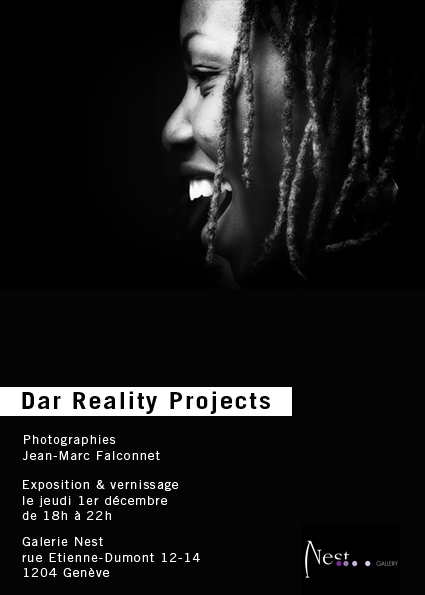 Dar Reality Projects
Photographies
Jean-Marc Falconnet
Exposition & vernissage
le jeudi 1er décembre
de 18h à 22h
Galerie Nest
rue Etienne-Dumont 12-14
1204 Genève
Nest
GALLERY